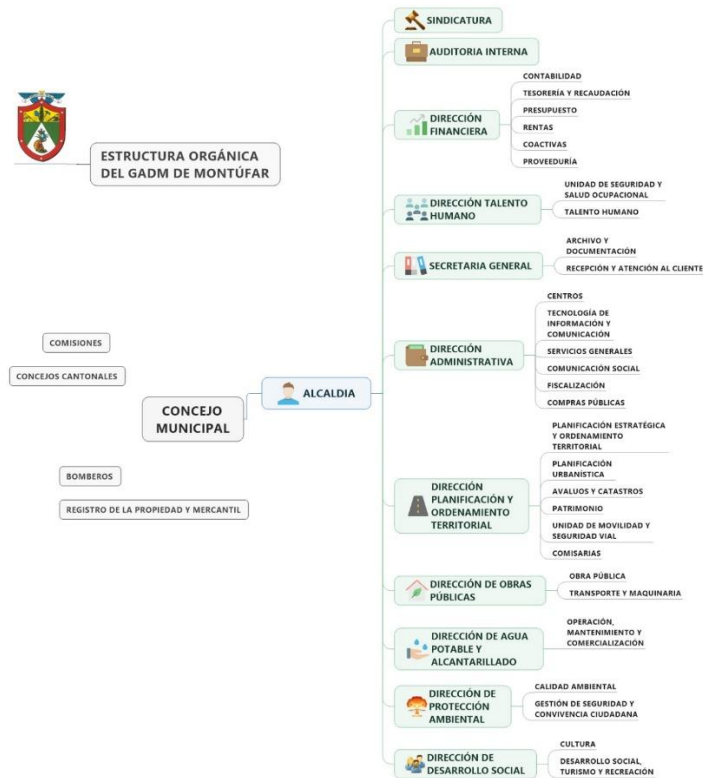 ESTRUCTURA ORGÁNICA
DEL GADM DE MONTÚFAR
COMISIONES
CONCEJOS CANTONALES
CONCEJO
MUNICIPAL
BOMBEROS
REGISTRO DE LA PROPIEDAD Y MERCANTIL
ALCALDIA
SINDICATURA
AUDITORIA INTERNA
DIRECCIÓN
FINANCIERA
CONTABILIDAD
TESORERÍA Y RECAUDACIÓN
PRESUPUESTO
RENTAS
COACTIVAS
PROVEEDURÍA
DIRECCIÓN TALENTO
HUMANO
UNIDAD DE SEGURIDAD Y
SALUD OCUPACIONAL
TALENTO HUMANO
SECRETARIA GENERAL
ARCHIVO Y
DOCUMENTACIÓN
RECEPCIÓN Y ATENCIÓN AL CLIENTE
DIRECCIÓN
ADMINISTRATIVA
CENTROS
TECNOLOGÍA DE
INFORMACIÓN Y
COMUNICACIÓN
SERVICIOS GENERALES
COMUNICACIÓN SOCIAL
FISCALIZACIÓN
COMPRAS PÚBLICAS
DIRECCIÓN
PLANIFICACIÓN Y
ORDENAMIENTO
TERRITORIAL
PLANIFICACIÓN ESTRATÉGICA
Y ORDENAMIENTO
TERRITORIAL
PLANIFICACIÓN
URBANÍSTICA
AVALUOS Y CATASTROS
PATRIMONIO
UNIDAD DE MOVILIDAD Y
SEGURIDAD VIAL
COMISARIAS
DIRECCIÓN DE OBRAS
PÚBLICAS
OBRA PÚBLICA
TRANSPORTE Y MAQUINARIA
DIRECCIÓN DE AGUA
POTABLE Y
ALCANTARILLADO
OPERACIÓN,
MANTENIMIENTO Y
COMERCIALIZACIÓN
DIRECCIÓN DE
PROTECCIÓN
AMBIENTAL
CALIDAD AMBIENTAL
GESTIÓN DE SEGURIDAD Y
CONVIVENCIA CIUDADANA
DIRECCIÓN DE
DESARROLLO SOCIAL
CULTURA
DESARROLLO SOCIAL,
TURISMO Y RECREACIÓN